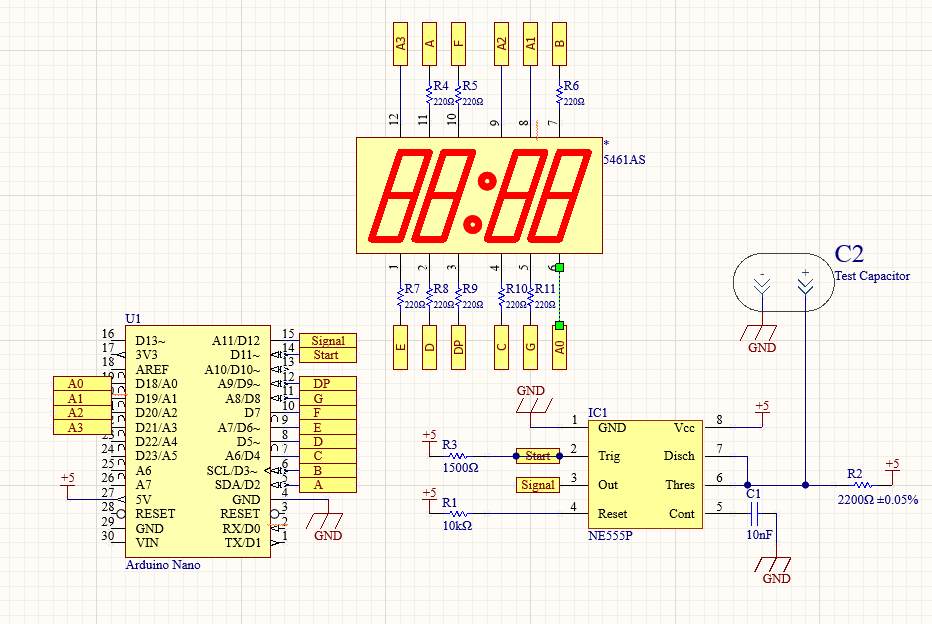 A3 A F A2 A1 B
R4 R5 R6
220Ω 220Ω 220Ω
12 11 10 9 8 7
*
5461AS
1 2 3 4 5 6
R7 R8 R9 R10 R11
220Ω 220Ω 220Ω 220Ω 220Ω
E D DP C G A0
C2
Test Capacitor
- +
GND
U1
16 D13~ A11/D12 15 Signal
17 3V3 D11~ 14 Start
18 AREF A10/D10~ 13
A0 19 D18/A0 A9/D9~ 12 DP
A1 D19/A1 A8/D8 11 G
A2 D20/A2 D7 10 F
A3 D21/A3 A7/D6~ 9 E
23 D22/A4 D5~ 8 D
24 D23/A5 A6/D4 7 C
25 A6 SCL/D3~ 6 B
26 A7 SDA/D2 5 A
+5 27 5V GND 4
28 RESET RESET 3
29 GND RX/D0 2
30 VIN TX/D1 1
GND
Arduino Nano
GND
IC1
1 GND Vcc 8 +5
+5 R3 1500Ω Start 2 Trig Disch 7
Signal 3 Out Thres 6 R2 +5
2200Ω ±0.05%
+5 R1 10kΩ 4 Reset Cont 5 C1
10nF
NE555P
GND